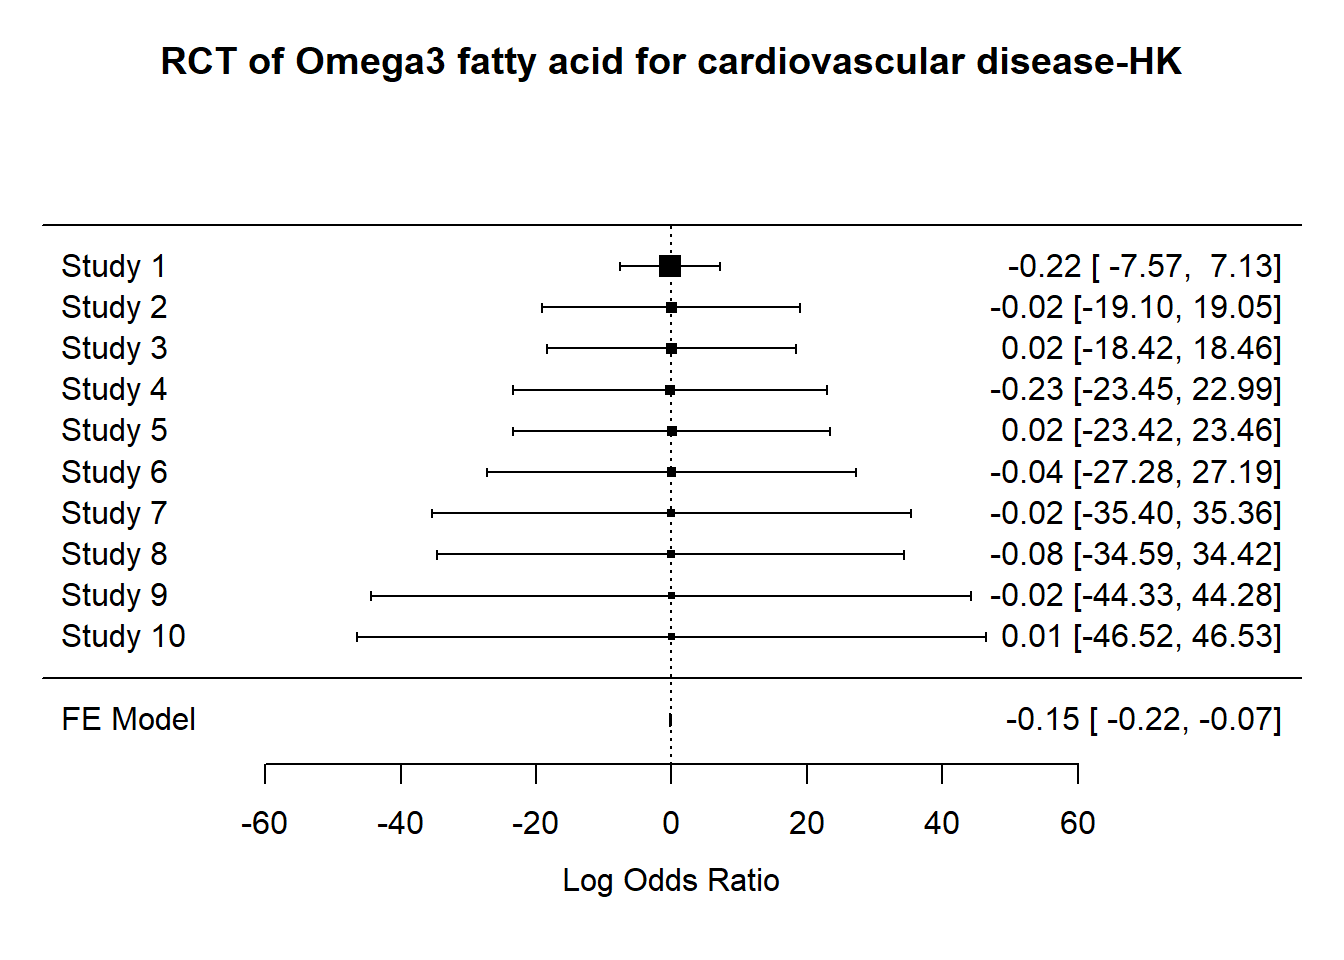 RCT of Omega3 fatty acid for cardiovascular disease-HK
Study 1 -0.22 [ -7.57, 7.13]
Study 2 -0.02 [-19.10, 19.05]
Study 3 0.02 [-18.42, 18.46]
Study 4 -0.23 [-23.45, 22.99]
Study 5 0.02 [-23.42, 23.46]
Study 6 -0.04 [-27.28, 27.19]
Study 7 -0.02 [-35.40, 35.36]
Study 8 -0.08 [-34.59, 34.42]
Study 9 -0.02 [-44.33, 44.28]
Study 10 0.01 [-46.52, 46.53]
FE Model -0.15 [ -0.22, -0.07]
-60 -40 -20 0 20 40 60
Log Odds Ratio